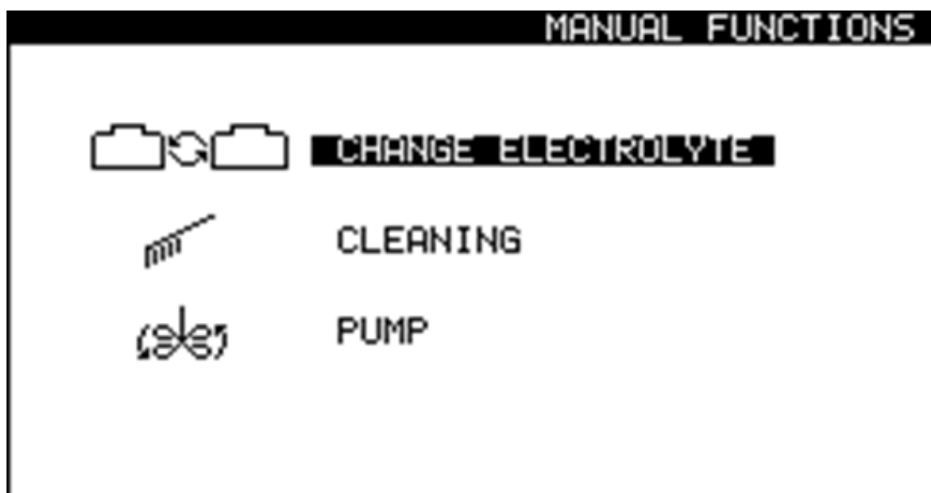 MANUAL FUNCTIONS
CHANGE ELECTROLYTE
CLEANING
PUMP